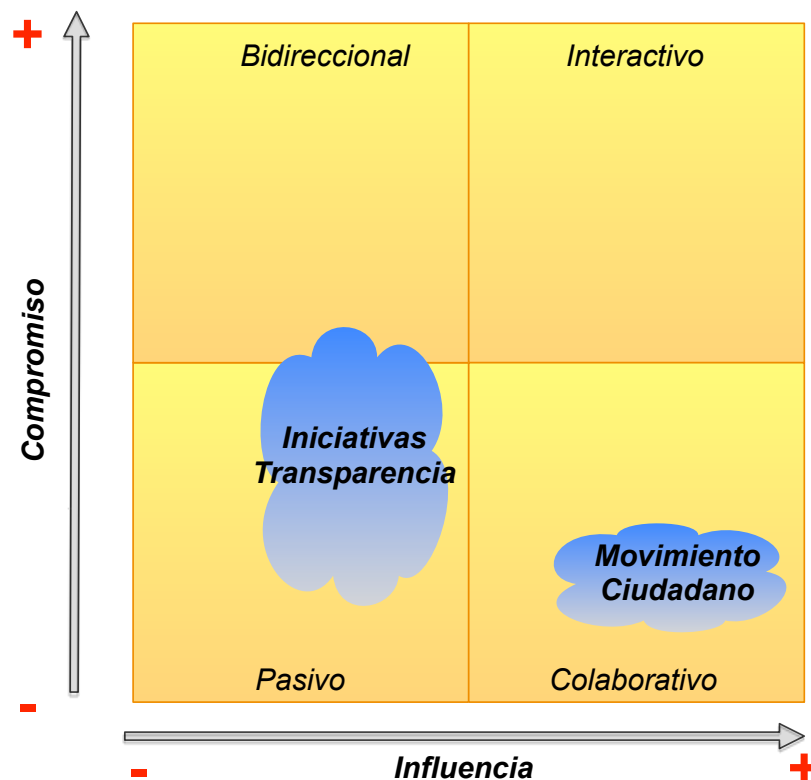 +
Bidireccional
Interactivo
Compromiso
Iniciativas
Transparencia
Movimiento
Ciudadano
Pasivo
Colaborativo
-
-
Influencia
+